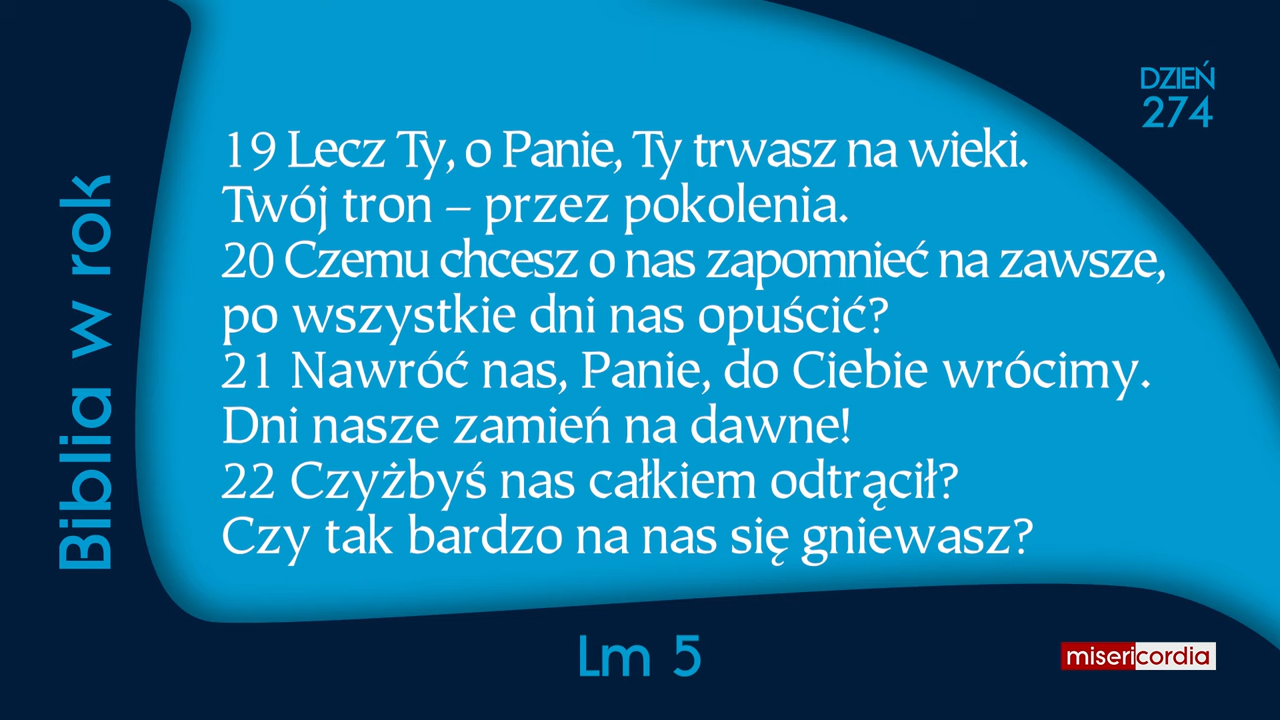 DZIEŃ
274
19 Lecz Ty, o Panie, Ty trwasz na wieki.
Twój tron – przez pokolenia.
20 Czemu chcesz o nas zapomnieć na zawsze,
po wszystkie dni nas opuścić?
21 Nawróć nas, Panie, do Ciebie wrócimy.
Dni nasze zamień na dawne!
22 Czyżbyś nas całkiem odtrącił?
Czy tak bardzo na nas się gniewasz?
Biblia w rok
Lm 5
misericordia